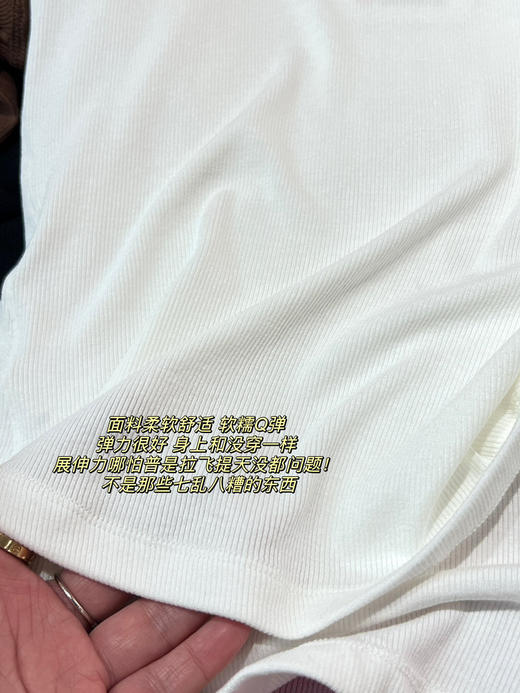 面料柔软舒适 软糯Q弹
弹力很好 身上和没穿一样
展伸力哪怕普是拉飞提天没都问题！
不是那些七乱八糟的东西